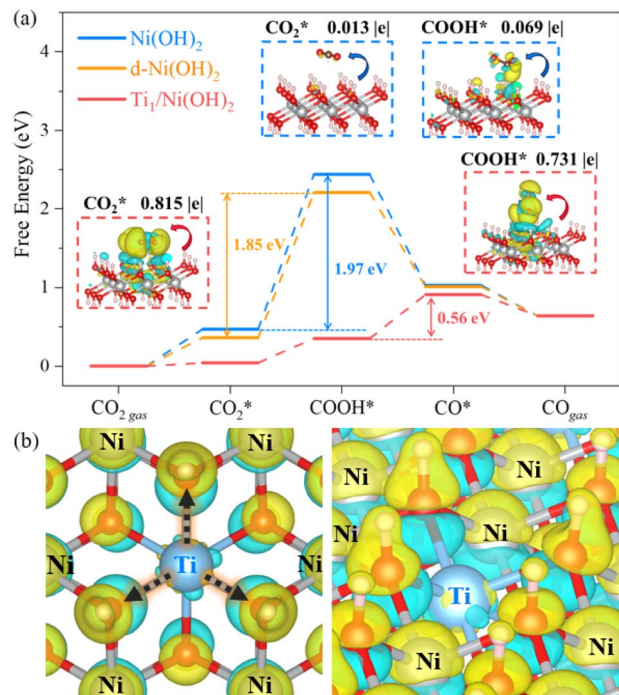 (a)
Ni(OH)2
d-Ni(OH)2
Ti1/Ni(OH)2
CO2* 0.013 |e|
COOH* 0.069 |e|
COOH* 0.731 |e|
CO2* 0.815 |e|
1.85 eV
1.97 eV
0.56 eV
Free Energy (eV)
4
3
2
1
0
CO2 gas
CO2*
COOH*
CO*
COgas
(b)
Ni
Ni
Ni
Ni
Ti
Ni
Ni
Ni
Ni
Ni
Ti
Ni
Ni